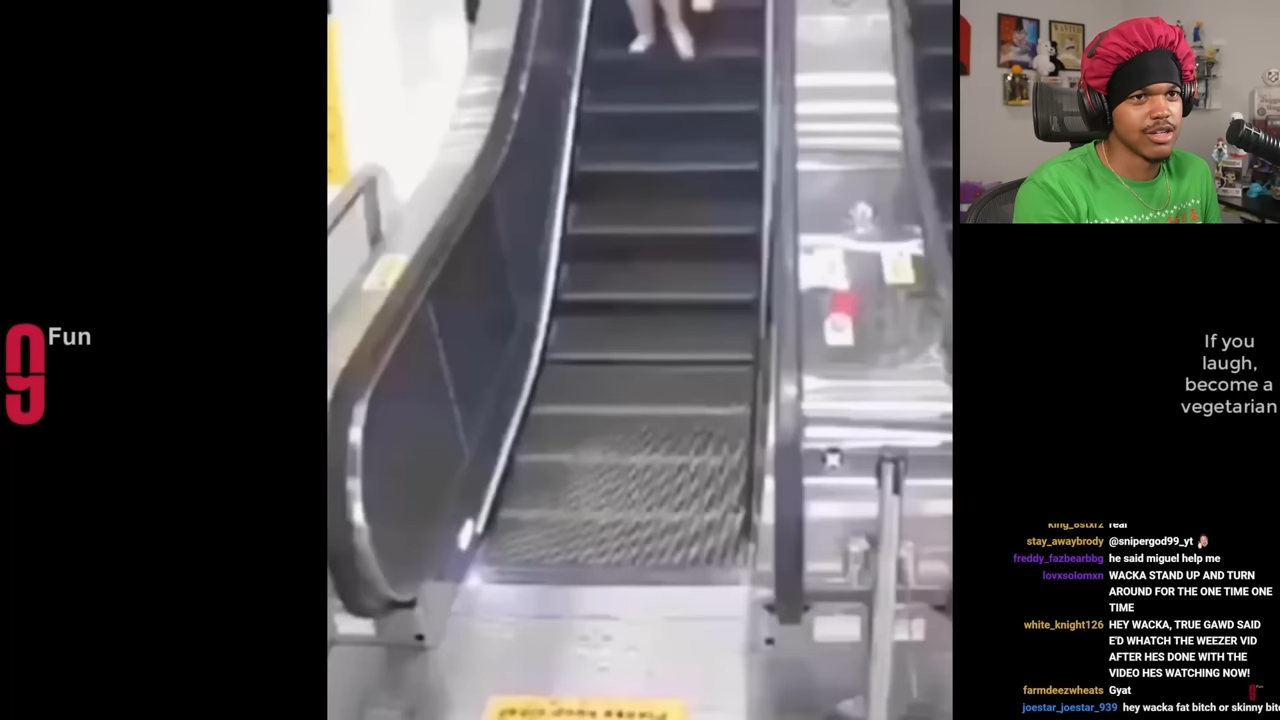 WANTED
9 Fun
If you
laugh,
become a
vegetarian
king_8stxrz real
stay_awaybrody @snipergod99_yt
freddy_fazbearbbg he said miguel help me
lovxsolomxn WACKA STAND UP AND TURN
AROUND FOR THE ONE TIME ONE
TIME
white_knight126 HEY WACKA, TRUE GAWD SAID
E'D WHATCH THE WEEZER VID
AFTER HES DONE WITH THE
VIDEO HES WATCHING NOW!
farmdeezwheats Gyat
joestar_joestar_939 hey wacka fat bitch or skinny bit